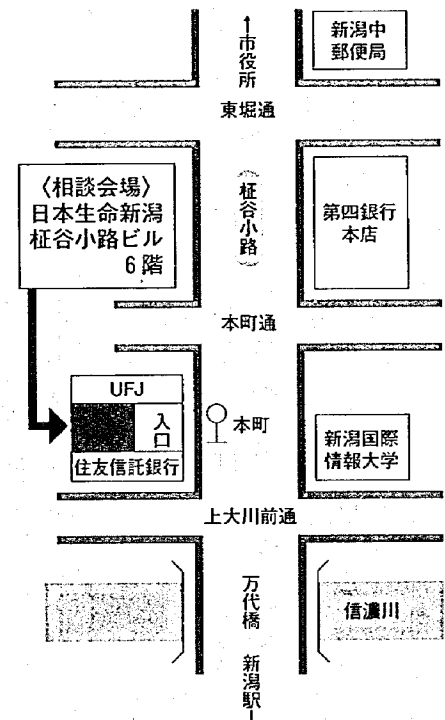 ↑市役所
新潟中
郵便局
東堀通
〈相談会場〉
日本生命新潟
柾谷小路ビル
6階
(柾谷小路)
第四銀行
本店
本町通
UFJ
入口
住友信託銀行
本町
新潟国際
情報大学
上大川前通
万代橋
信濃川
新潟駅↓